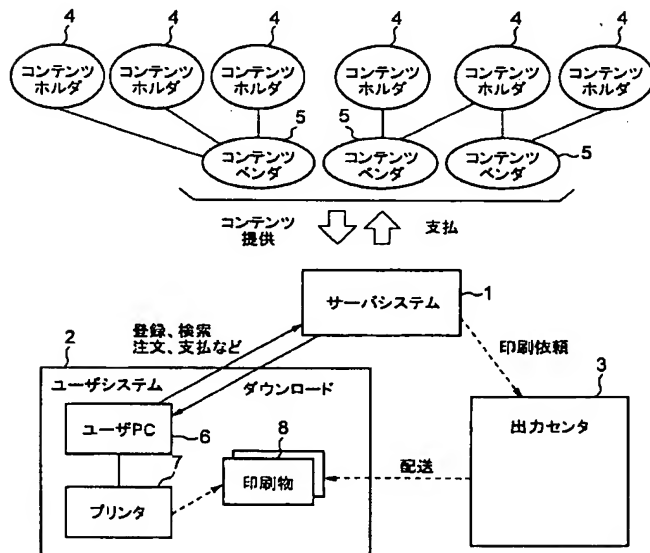 4 4 4 4 4 4
コンテンツ コンテンツ コンテンツ コンテンツ コンテンツ コンテンツ
ホルダ ホルダ ホルダ ホルダ ホルダ ホルダ
5 5
コンテンツ コンテンツ コンテンツ 5
ベンダ ベンダ ベンダ
コンテンツ 支払
提供
サーバシステム 1
登録、検索
注文、支払など
印刷依頼
2 3
ユーザシステム ダウンロード
出力センタ
ユーザPC 6
8
7 配送
印刷物
プリンタ